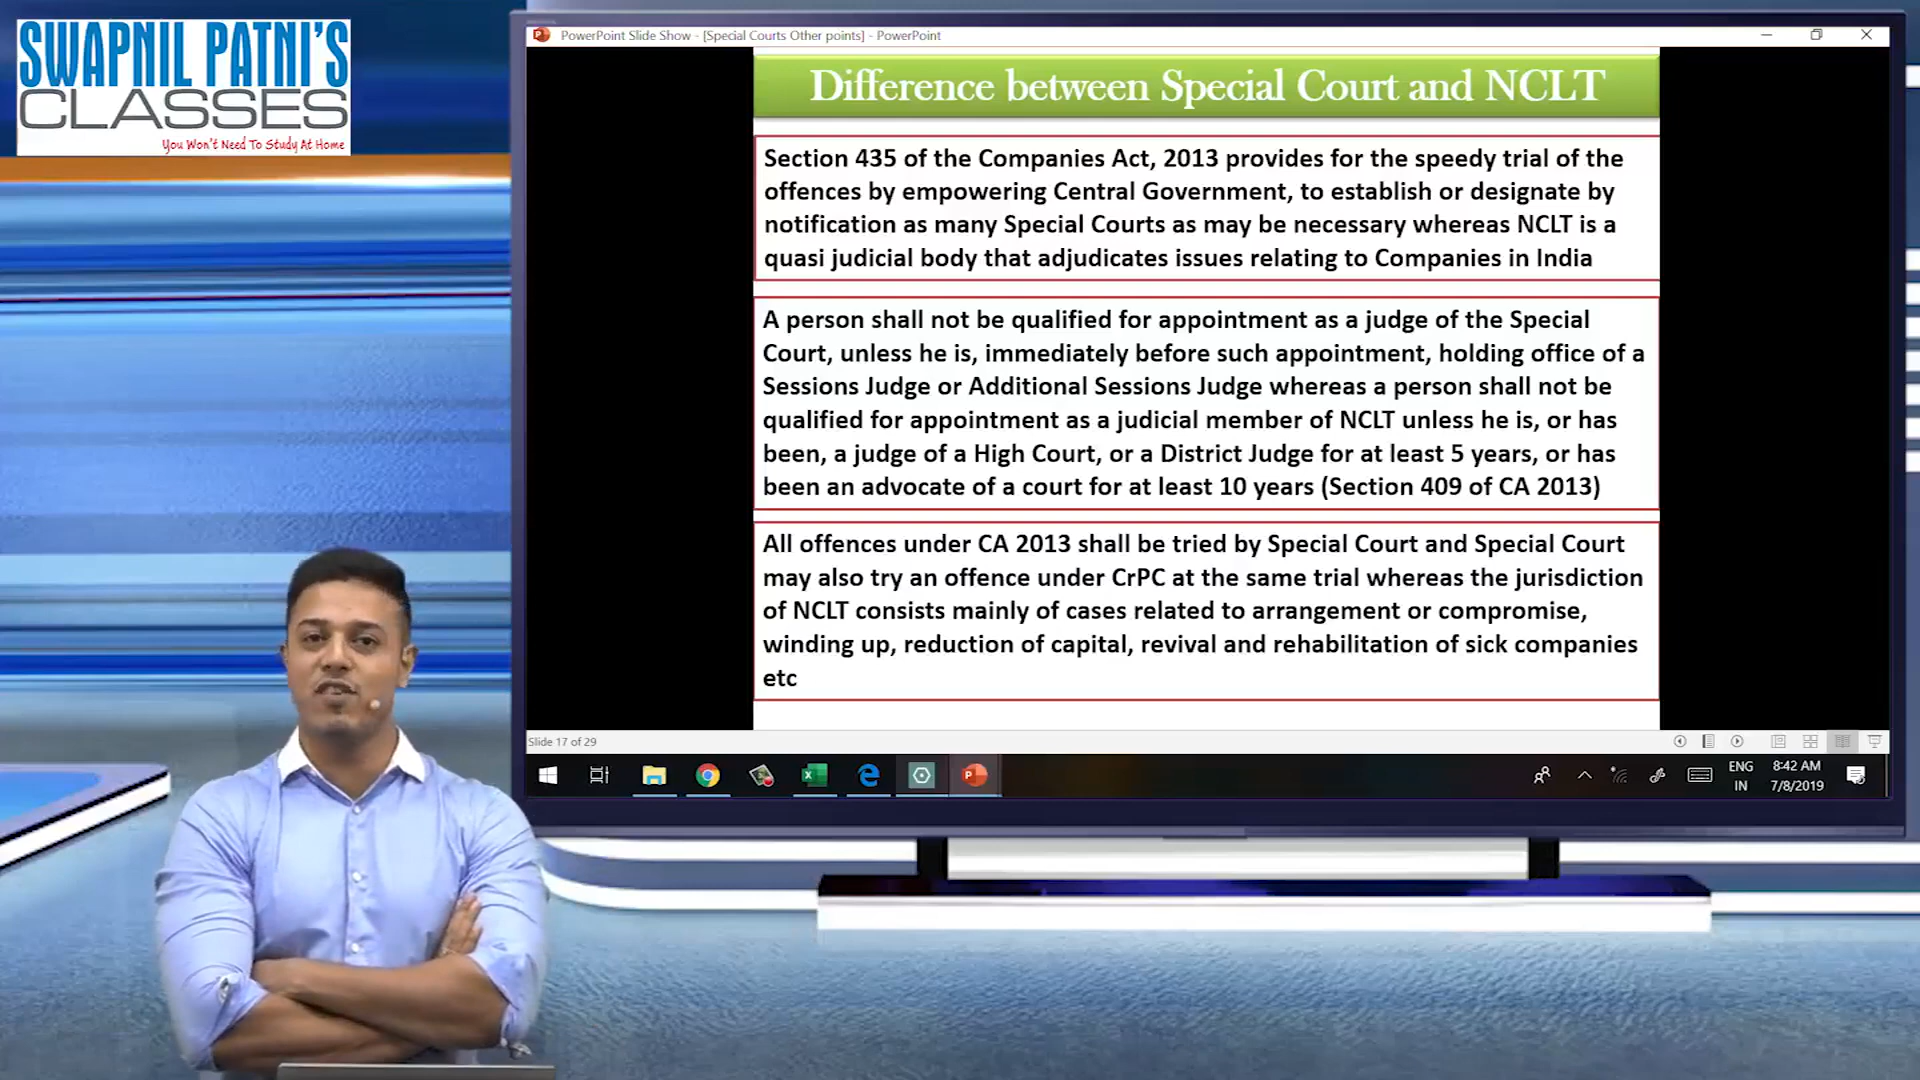 SWAPNIL PATNI'S
CLASSES
You Won't Need To Study At Home
PowerPoint Slide Show - [Special Courts Other points] - PowerPoint
Difference between Special Court and NCLT
Section 435 of the Companies Act, 2013 provides for the speedy trial of the
offences by empowering Central Government, to establish or designate by
notification as many Special Courts as may be necessary whereas NCLT is a
quasi judicial body that adjudicates issues relating to Companies in India
A person shall not be qualified for appointment as a judge of the Special
Court, unless he is, immediately before such appointment, holding office of a
Sessions Judge or Additional Sessions Judge whereas a person shall not be
qualified for appointment as a judicial member of NCLT unless he is, or has
been, a judge of a High Court, or a District Judge for at least 5 years, or has
been an advocate of a court for at least 10 years (Section 409 of CA 2013)
All offences under CA 2013 shall be tried by Special Court and Special Court
may also try an offence under CrPC at the same trial whereas the jurisdiction
of NCLT consists mainly of cases related to arrangement or compromise,
winding up, reduction of capital, revival and rehabilitation of sick companies
etc
Slide 17 of 29
ENG
IN
8:42 AM
7/8/2019